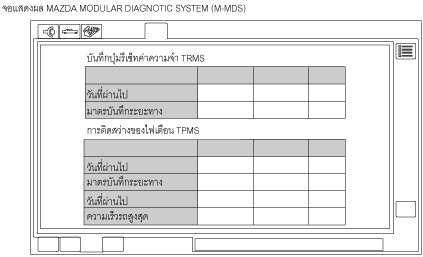 จอแสดงผล MAZDA MODULAR DIAGNOTIC SYSTEM (M-MDS)
บันทึกปุ่มรีเซ็ทค่าความจำ TRMS
วันที่ผ่านไป
มาตรบันทึกระยะทาง
การติดสว่างของไฟเตือน TPMS
วันที่ผ่านไป
มาตรบันทึกระยะทาง
วันที่ผ่านไป
ความเร็วรถสูงสุด